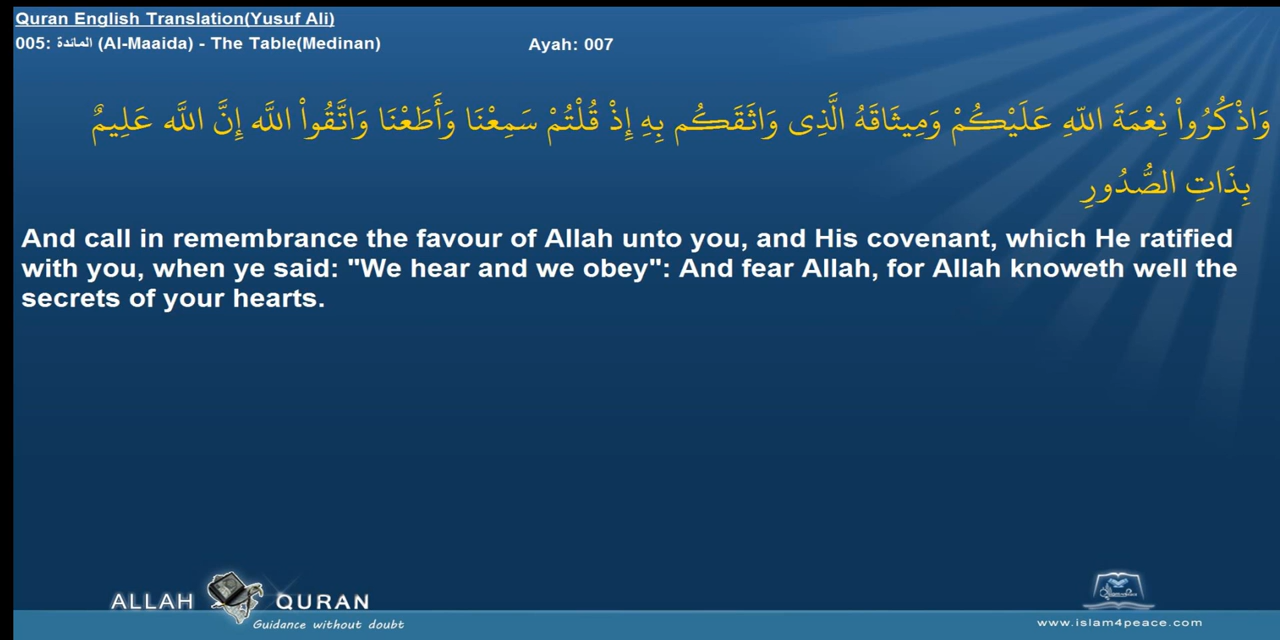 Quran English Translation(Yusuf Ali)
005: المائدة (Al-Maaida) - The Table(Medinan) Ayah: 007
وَاذْكُرُواْ نِعْمَةَ اللّهِ عَلَيْكُمْ وَمِيثَاقَهُ الَّذِى وَاثَقَكُم بِهِ إِذْ قُلْتُمْ سَمِعْنَا وَأَطَعْنَا وَاتَّقُواْ اللَّه إِنَّ اللَّه عَلِيمٌ
بِذَاتِ الصُّدُورِ
And call in remembrance the favour of Allah unto you, and His covenant, which He ratified
with you, when ye said: "We hear and we obey": And fear Allah, for Allah knoweth well the
secrets of your hearts.
ALLAH QURAN
Guidance without doubt
www.islam4peace.com